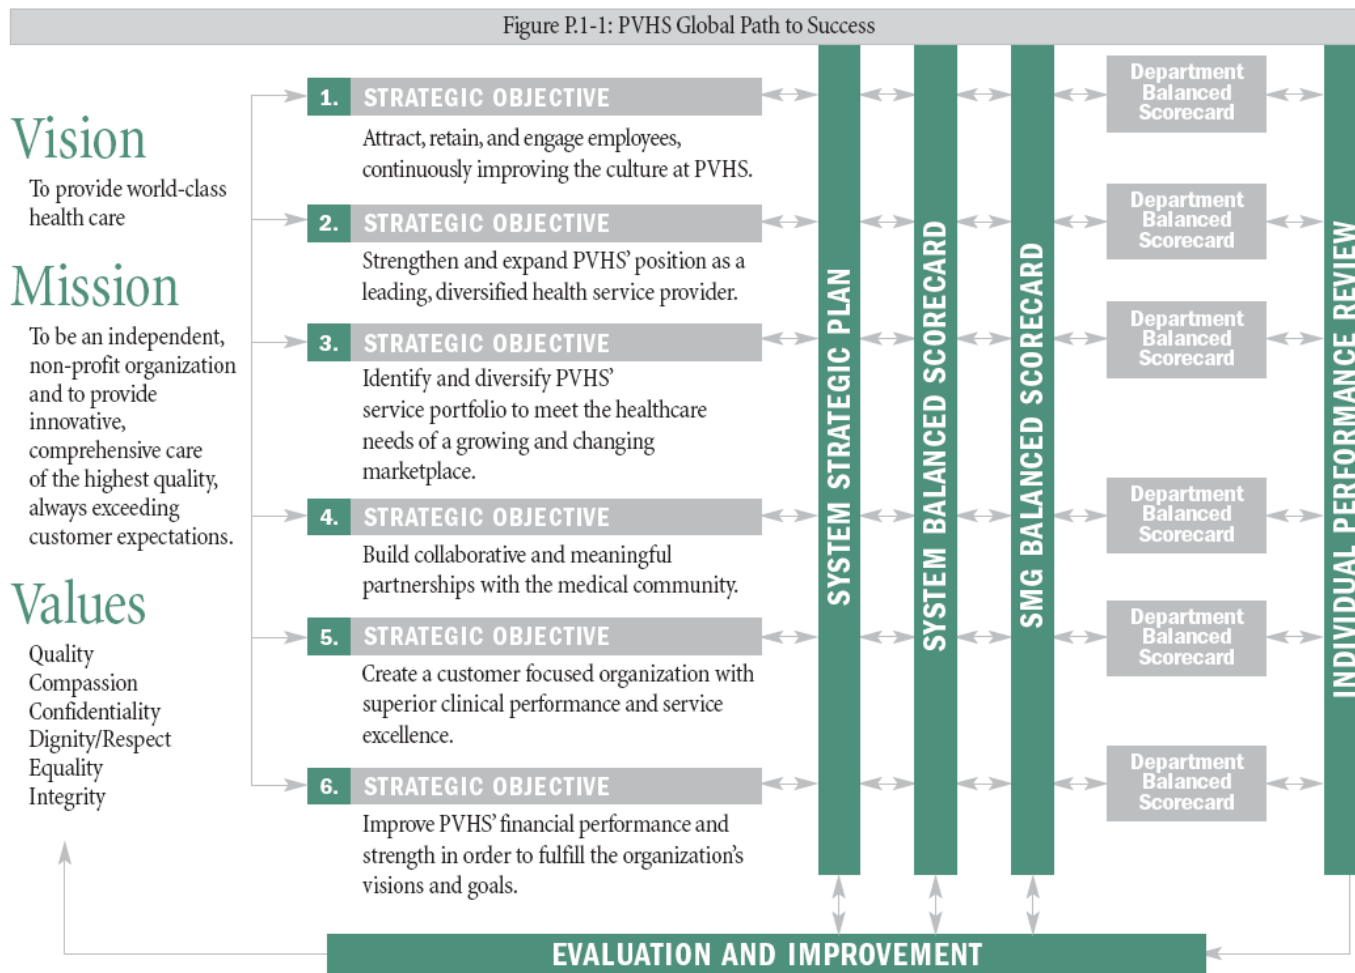 Figure P.1-1: PVHS Global Path to Success
Vision
To provide world-class
health care
Mission
To be an independent,
non-profit organization
and to provide
innovative,
comprehensive care
of the highest quality,
always exceeding
customer expectations.
Values
Quality
Compassion
Confidentiality
Dignity/Respect
Equality
Integrity
1. STRATEGIC OBJECTIVE
Attract, retain, and engage employees,
continuously improving the culture at PVHS.
2. STRATEGIC OBJECTIVE
Strengthen and expand PVHS' position as a
leading, diversified health service provider.
3. STRATEGIC OBJECTIVE
Identify and diversify PVHS'
service portfolio to meet the healthcare
needs of a growing and changing
marketplace.
4. STRATEGIC OBJECTIVE
Build collaborative and meaningful
partnerships with the medical community.
5. STRATEGIC OBJECTIVE
Create a customer focused organization with
superior clinical performance and service
excellence.
6. STRATEGIC OBJECTIVE
Improve PVHS' financial performance and
strength in order to fulfill the organization's
visions and goals.
SYSTEM STRATEGIC PLAN
SYSTEM BALANCED SCORECARD
SMG BALANCED SCORECARD
Department
Balanced
Scorecard
Department
Balanced
Scorecard
Department
Balanced
Scorecard
Department
Balanced
Scorecard
Department
Balanced
Scorecard
Department
Balanced
Scorecard
INDIVIDUAL PERFORMANCE REVIEW
EVALUATION AND IMPROVEMENT